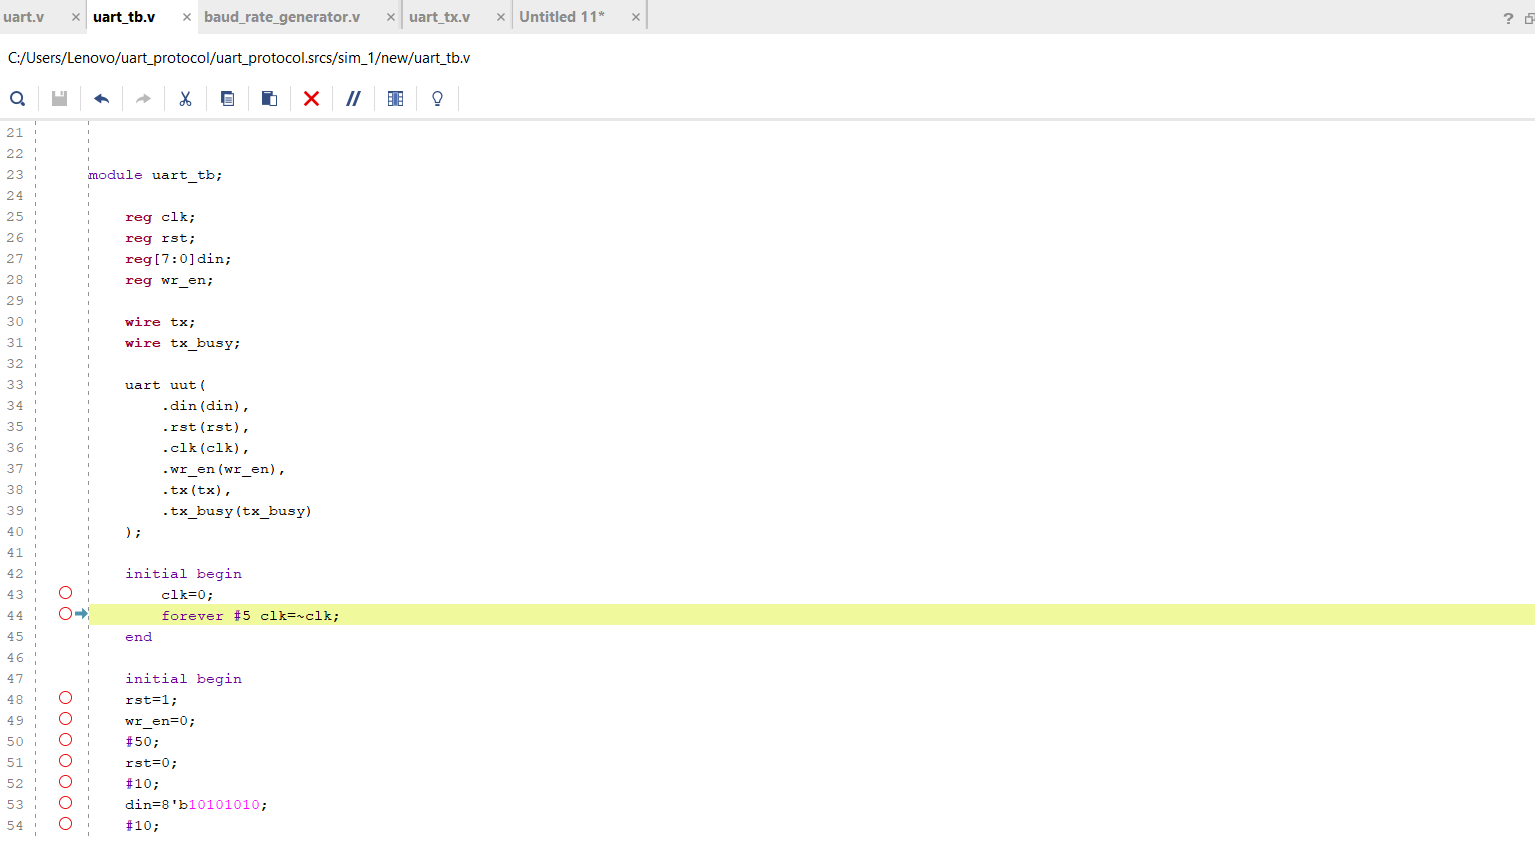 uart.v × uart_tb.v × baud_rate_generator.v × uart_tx.v × Untitled 11* × ?
C:/Users/Lenovo/uart_protocol/uart_protocol.srcs/sim_1/new/uart_tb.v
21
22
23 module uart_tb;
24
25 reg clk;
26 reg rst;
27 reg[7:0]din;
28 reg wr_en;
29
30 wire tx;
31 wire tx_busy;
32
33 uart uut(
34 .din(din),
35 .rst(rst),
36 .clk(clk),
37 .wr_en(wr_en),
38 .tx(tx),
39 .tx_busy(tx_busy)
40 );
41
42 initial begin
43 clk=0;
44 forever #5 clk=~clk;
45 end
46
47 initial begin
48 rst=1;
49 wr_en=0;
50 #50;
51 rst=0;
52 #10;
53 din=8'b10101010;
54 #10;